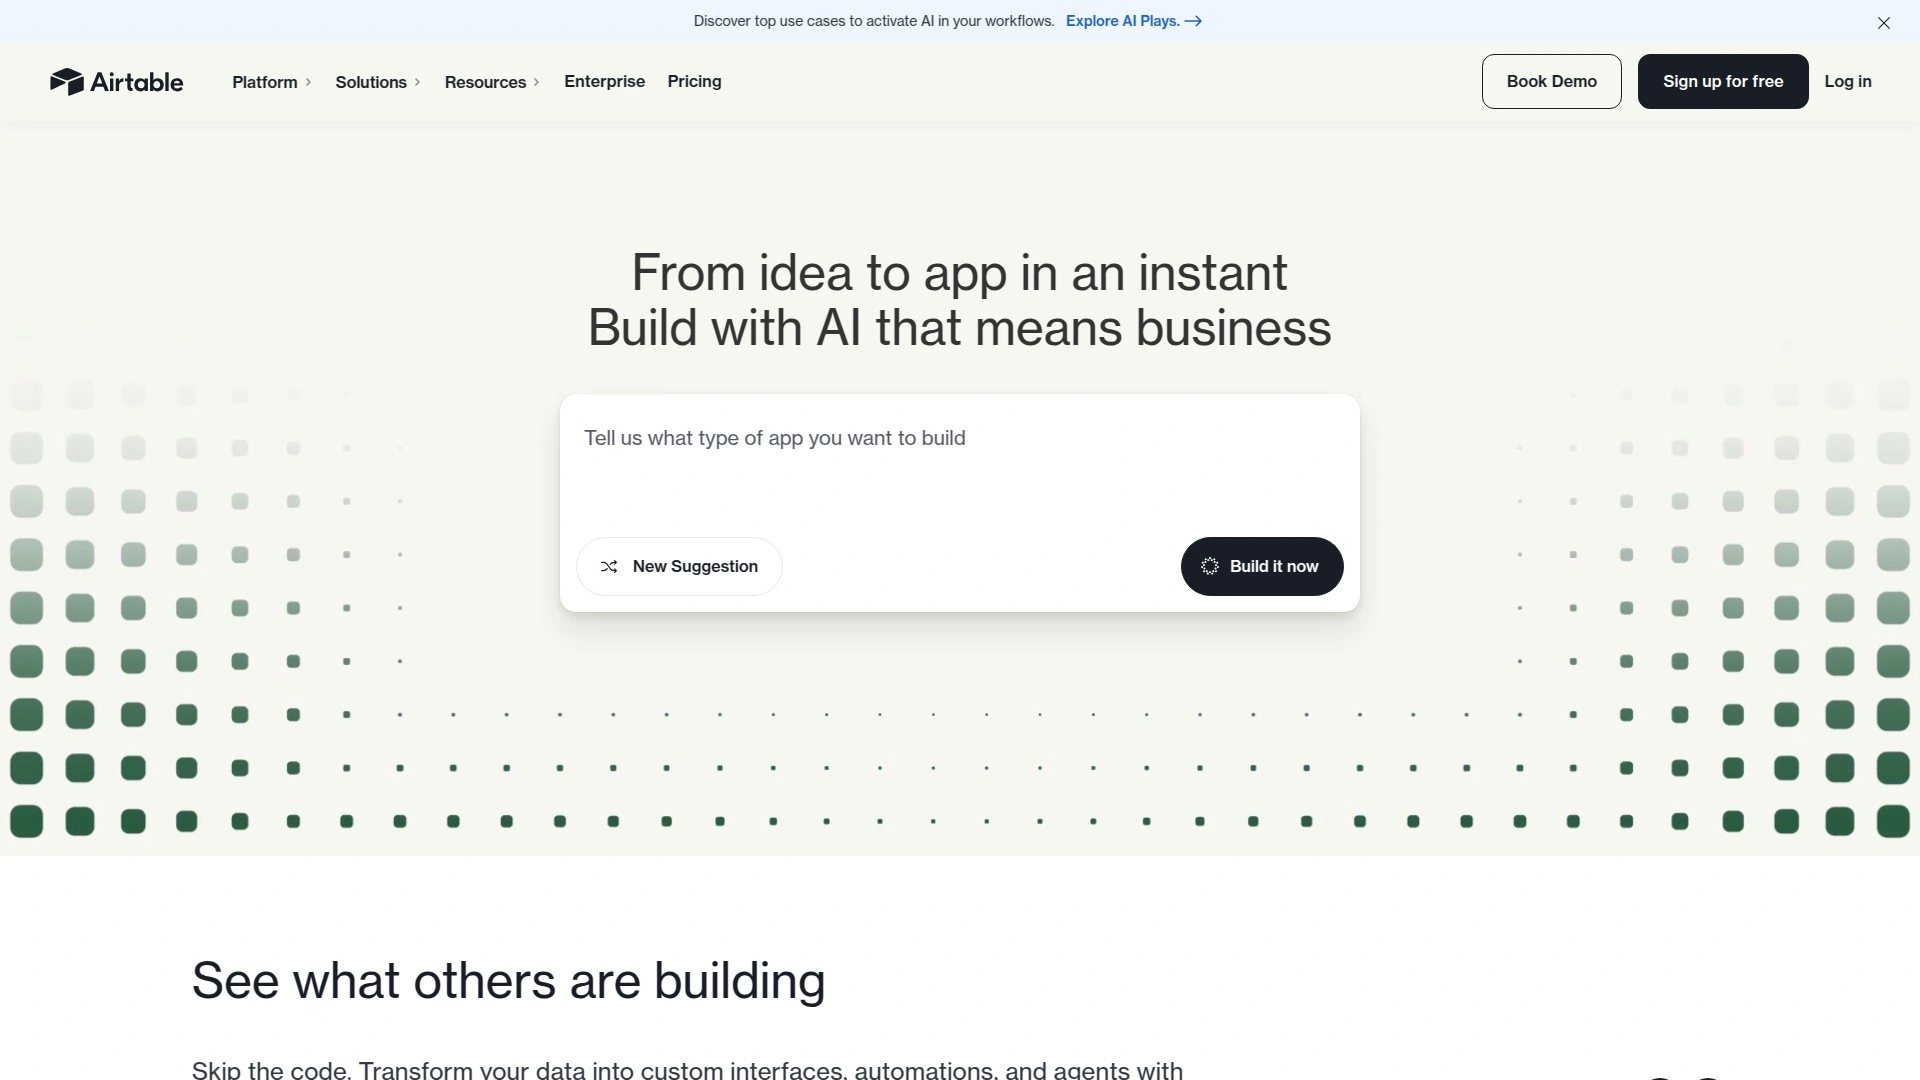 Discover top use cases to activate AI in your workflows. Explore AI Plays.
Airtable Platform Solutions Resources Enterprise Pricing Book Demo Sign up for free Log in
From idea to app in an instant
Build with AI that means business
Tell us what type of app you want to build
New Suggestion Build it now
See what others are building
Skip the code. Transform your data into custom interfaces, automations, and agents with